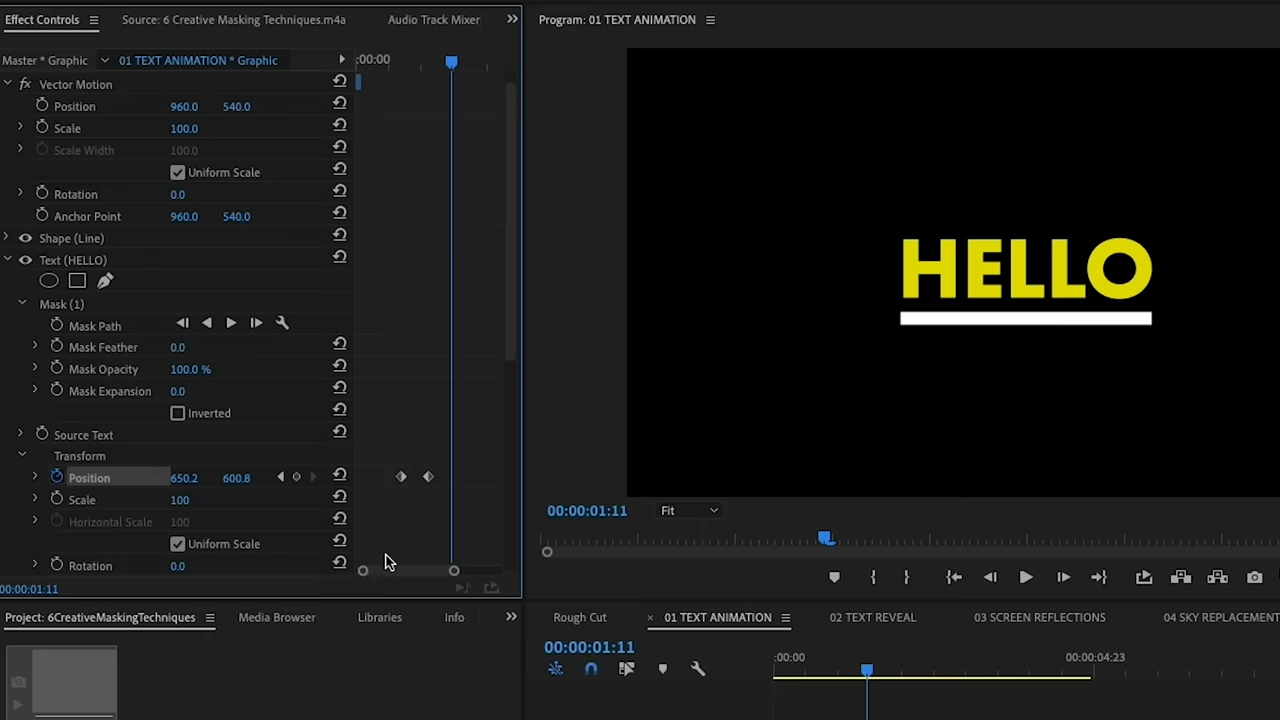 Effect Controls
Source: 6 Creative Masking Techniques.m4a
Audio Track Mixer
Program: 01 TEXT ANIMATION
Master * Graphic
01 TEXT ANIMATION * Graphic
;00:00
fx Vector Motion
Position 960.0 540.0
Scale 100.0
Scale Width 100.0
Uniform Scale
Rotation 0.0
Anchor Point 960.0 540.0
Shape (Line)
Text (HELLO)
Mask (1)
Mask Path
Mask Feather 0.0
Mask Opacity 100.0 %
Mask Expansion 0.0
Inverted
Source Text
Transform
Position 650.2 600.8
Scale 100
Horizontal Scale 100
Uniform Scale
Rotation 0.0
00:00:01:11
HELLO
00:00:01:11
Fit
Project: 6CreativeMaskingTechniques
Media Browser
Libraries
Info
Rough Cut
× 01 TEXT ANIMATION
02 TEXT REVEAL
03 SCREEN REFLECTIONS
04 SKY REPLACEMENT
00:00:01:11
:00:00
00:00:04:23